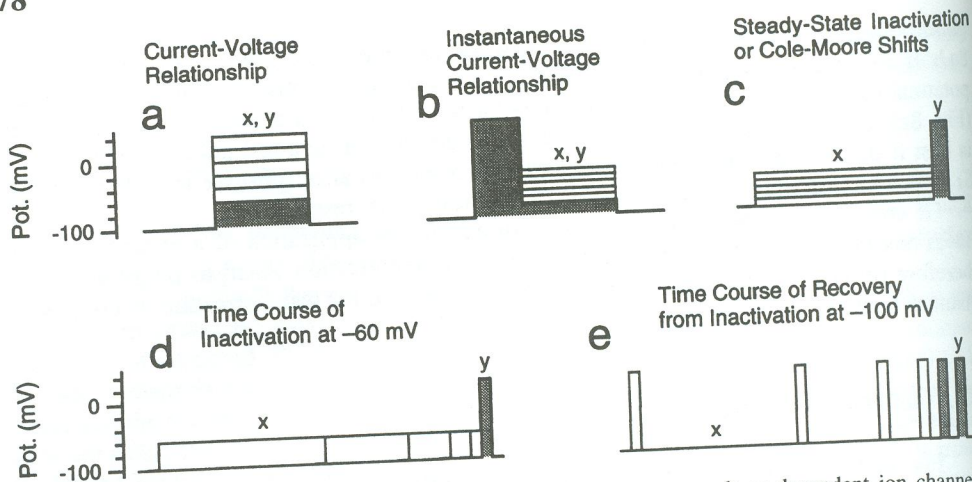 78
Current-Voltage
Relationship
a
x, y
Instantaneous
Current-Voltage
Relationship
b
x, y
Steady-State Inactivation
or Cole-Moore Shifts
c
x
y
Pot. (mV)
0
-100
Time Course of
Inactivation at –60 mV
d
x
y
Time Course of Recovery
from Inactivation at –100 mV
e
x
y
Pot. (mV)
0
-100
dependent ion channe